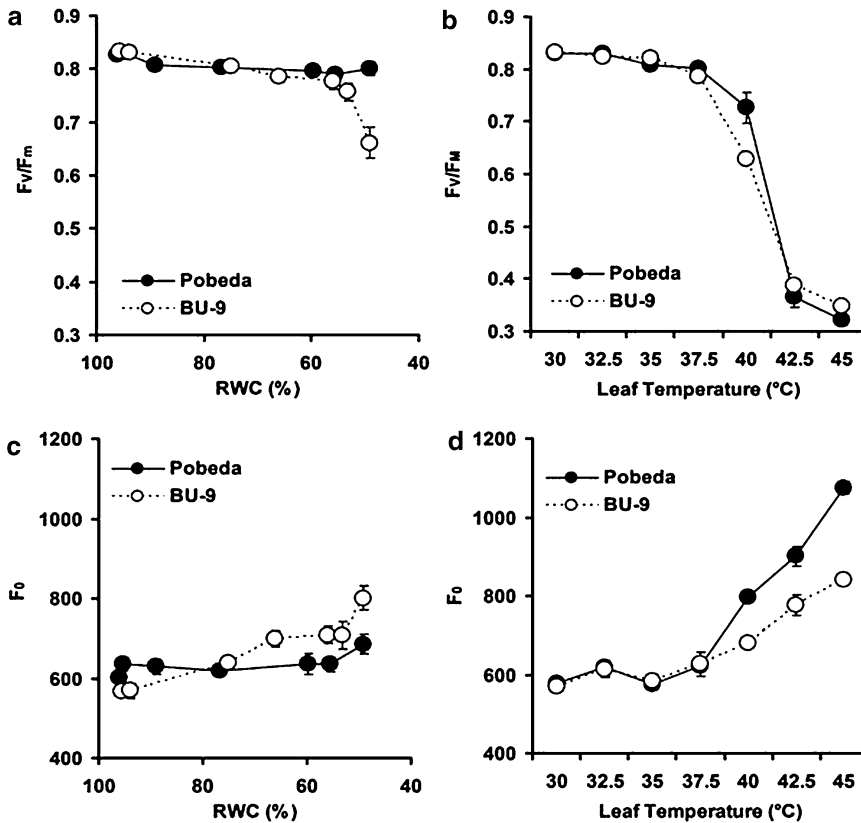 a
0.9
0.8
0.7
0.6
0.5
0.4
0.3
Fv/Fm
Pobeda
BU-9
100 80 60 40
RWC (%)
b
0.9
0.8
0.7
0.6
0.5
0.4
0.3
Fv/FM
Pobeda
BU-9
30 32.5 35 37.5 40 42.5 45
Leaf Temperature (°C)
c
1200
1000
800
600
400
F0
Pobeda
BU-9
100 80 60 40
RWC (%)
d
1200
1000
800
600
400
F0
Pobeda
BU-9
30 32.5 35 37.5 40 42.5 45
Leaf Temperature (°C)